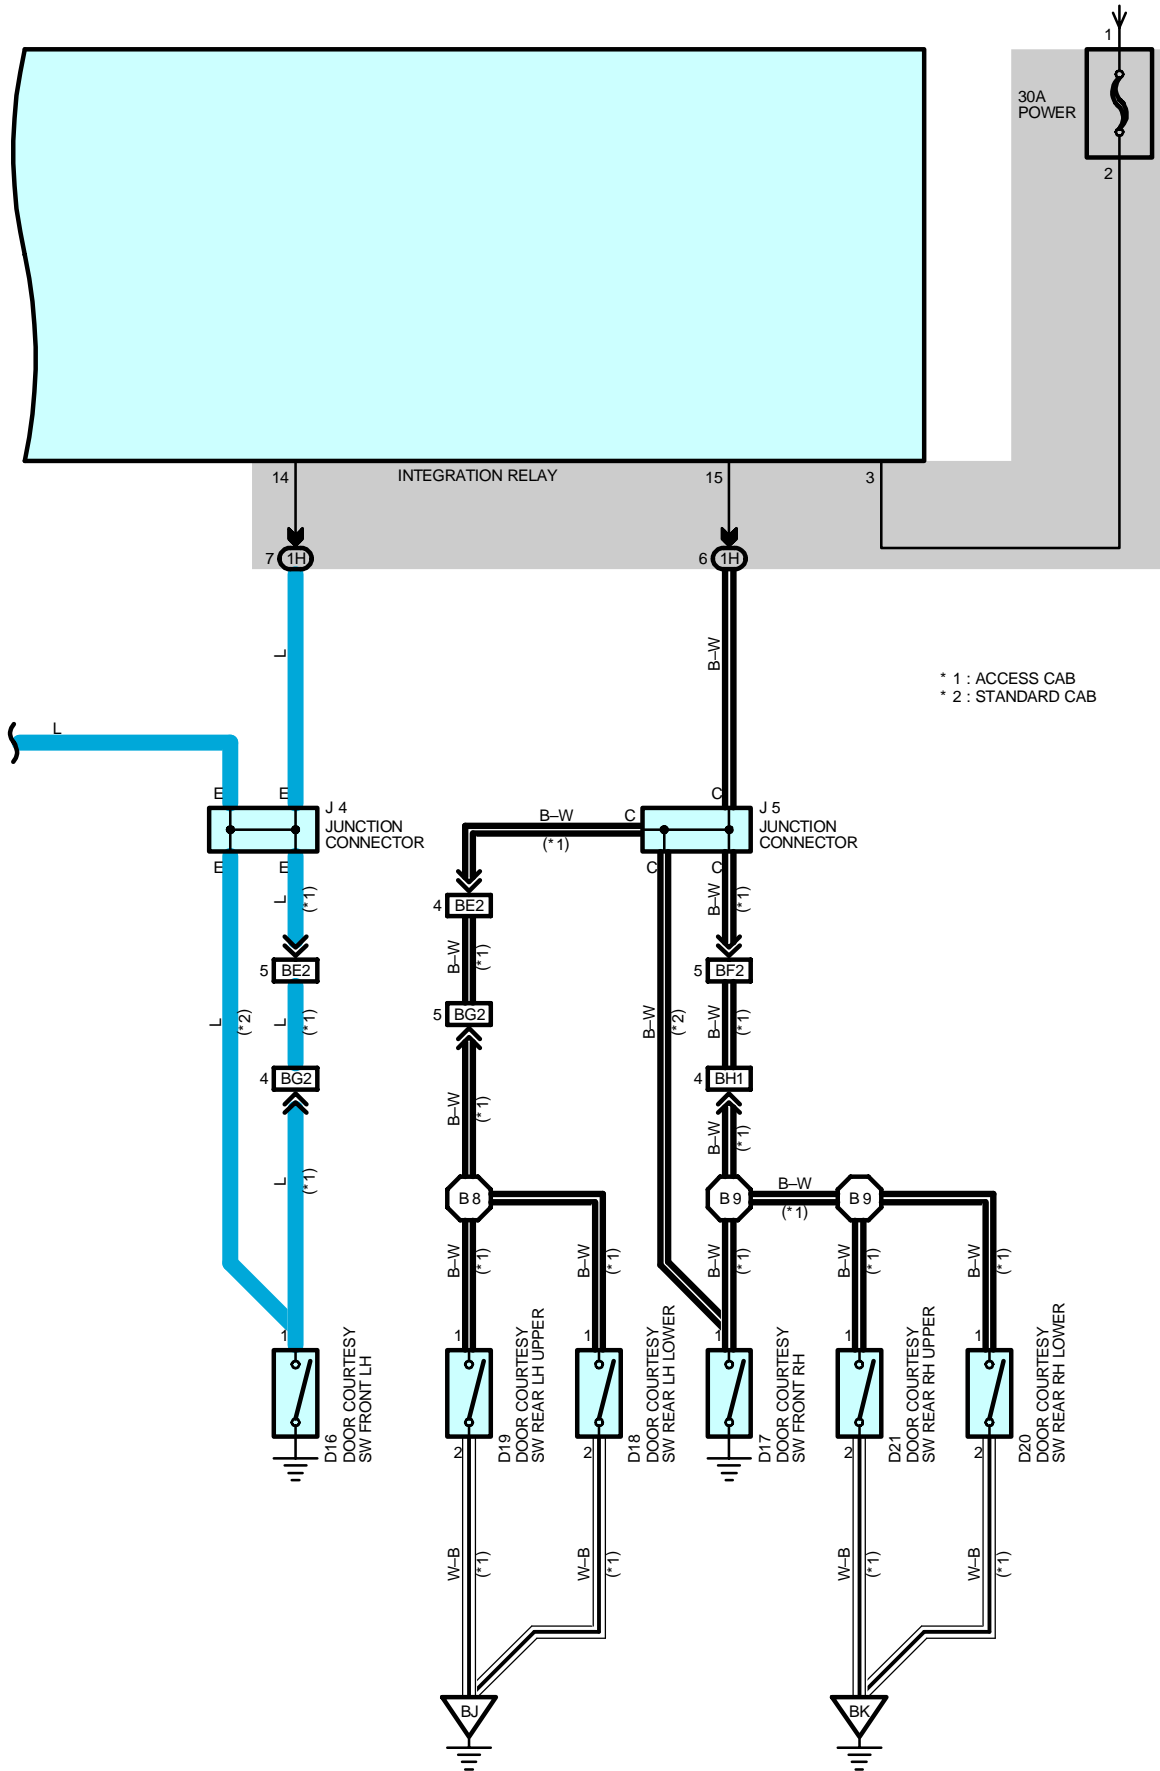 1
30A
POWER
2
14
INTEGRATION RELAY
15
3
7 1H
6 1H
L
B–W
* 1 : ACCESS CAB
* 2 : STANDARD CAB
L
E
E
J 4
JUNCTION
CONNECTOR
E
E
B–W
(* 1)
C
C
J 5
JUNCTION
CONNECTOR
C
C
L
(* 1)
4 BE2
B–W
(* 1)
5 BE2
B–W
(* 1)
5 BF2
L
(* 2)
L
(* 1)
5 BG2
B–W
(* 2)
B–W
(* 1)
4 BG2
4 BH1
B–W
(* 1)
B–W
(* 1)
L
(* 1)
B 8
B 9
B–W
(* 1)
B 9
B–W
(* 1)
B–W
(* 1)
B–W
(* 1)
B–W
(* 1)
B–W
(* 1)
1
1
1
1
1
1
D16
DOOR COURTESY
SW FRONT LH
D19
DOOR COURTESY
SW REAR LH UPPER
D18
DOOR COURTESY
SW REAR LH LOWER
D17
DOOR COURTESY
SW FRONT RH
D21
DOOR COURTESY
SW REAR RH UPPER
D20
DOOR COURTESY
SW REAR RH LOWER
2
2
2
2
W–B
(* 1)
W–B
(* 1)
W–B
(* 1)
W–B
(* 1)
BJ
BK